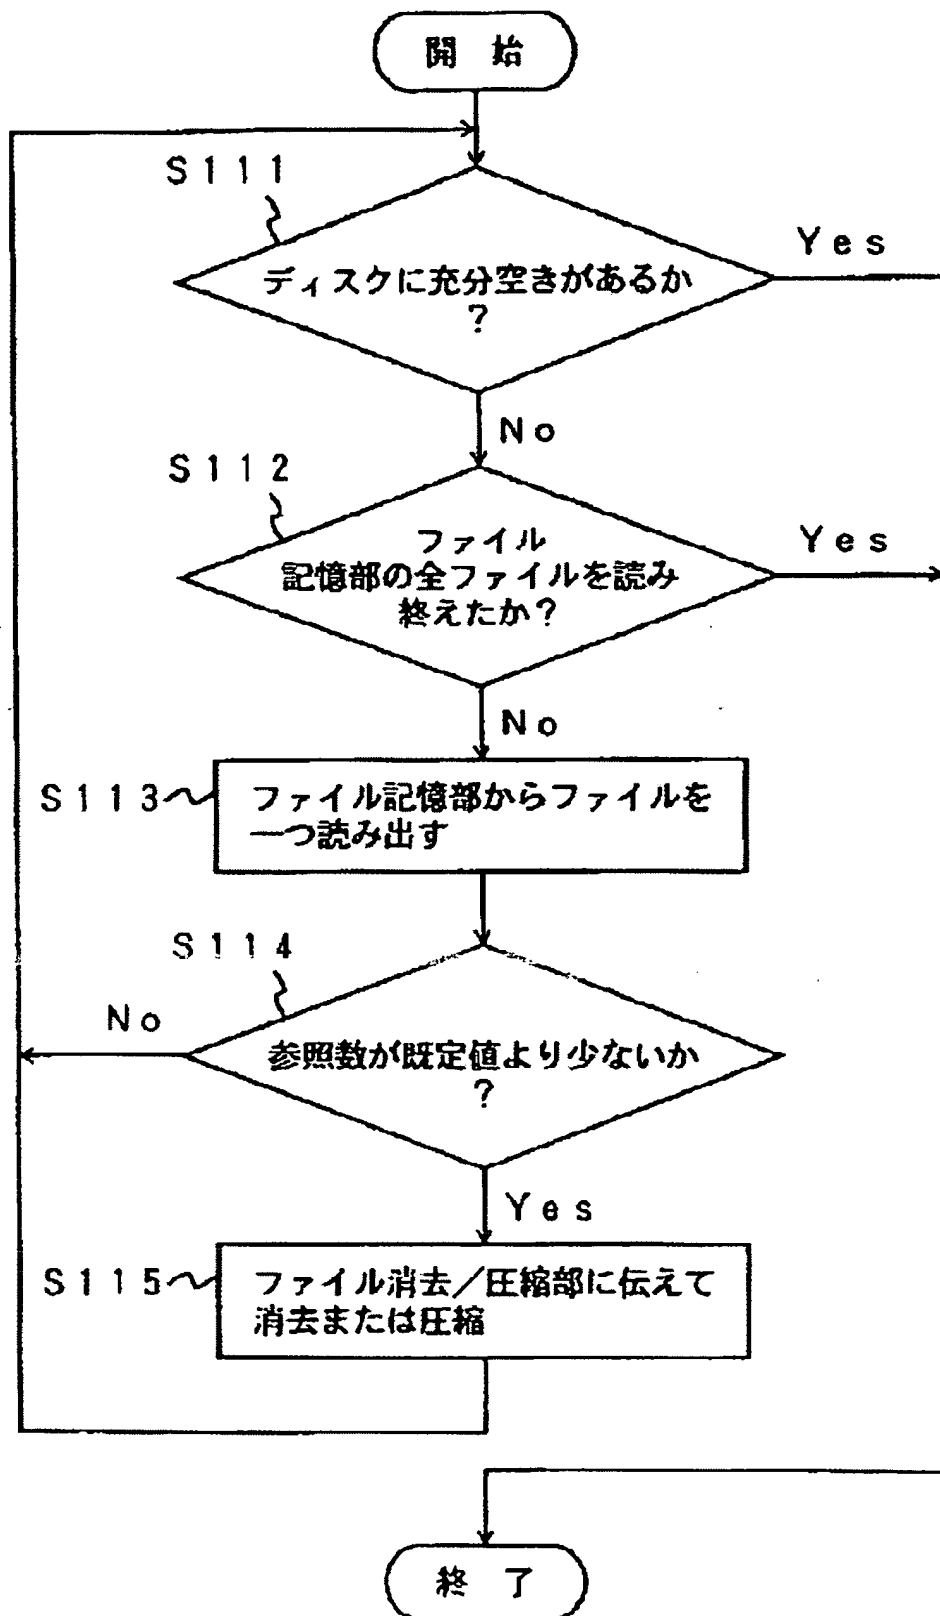 開 始
S111
ディスクに充分空きがあるか
?
Yes
No
S112
ファイル
記憶部の全ファイルを読み
終えたか?
Yes
No
S113
ファイル記憶部からファイルを
一つ読み出す
S114
No
参照数が既定値より少ないか
?
Yes
S115
ファイル消去/圧縮部に伝えて
消去または圧縮
終 了